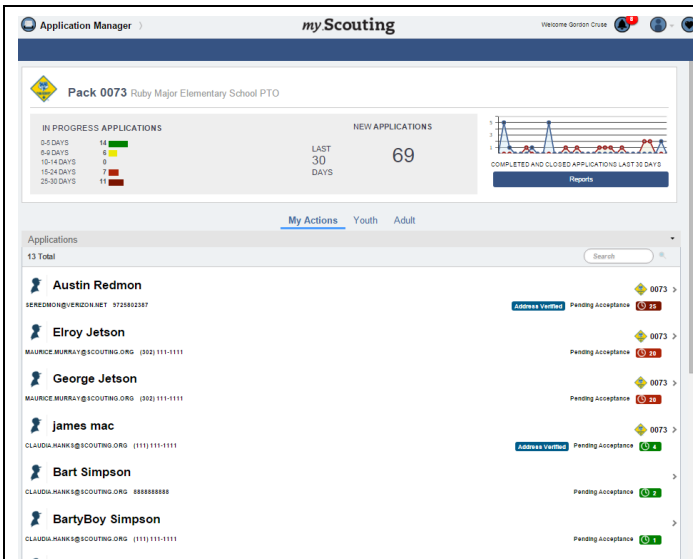 Application Manager
my.Scouting
Welcome Gordon Cruse
Pack 0073 Ruby Major Elementary School PTO
IN PROGRESS APPLICATIONS
0-5 DAYS 14
6-9 DAYS 6
10-14 DAYS 0
15-24 DAYS 7
25-30 DAYS 11
NEW APPLICATIONS
LAST
30
DAYS
69
COMPLETED AND CLOSED APPLICATIONS LAST 30 DAYS
Reports
My Actions Youth Adult
Applications
13 Total
Search
Austin Redmon
0073
SEREDMON@VERIZON.NET 9725802387
Address Verified Pending Acceptance 25
Elroy Jetson
0073
MAURICE.MURRAY@SCOUTING.ORG (302) 111-1111
Pending Acceptance 20
George Jetson
0073
MAURICE.MURRAY@SCOUTING.ORG (302) 111-1111
Pending Acceptance 20
james mac
0073
CLAUDIA.HANKS@SCOUTING.ORG (111) 111-1111
Address Verified Pending Acceptance 4
Bart Simpson
CLAUDIA.HANKS@SCOUTING.ORG 8888888888
Pending Acceptance 2
BartyBoy Simpson
CLAUDIA.HANKS@SCOUTING.ORG (111) 111-1111
Pending Acceptance 1